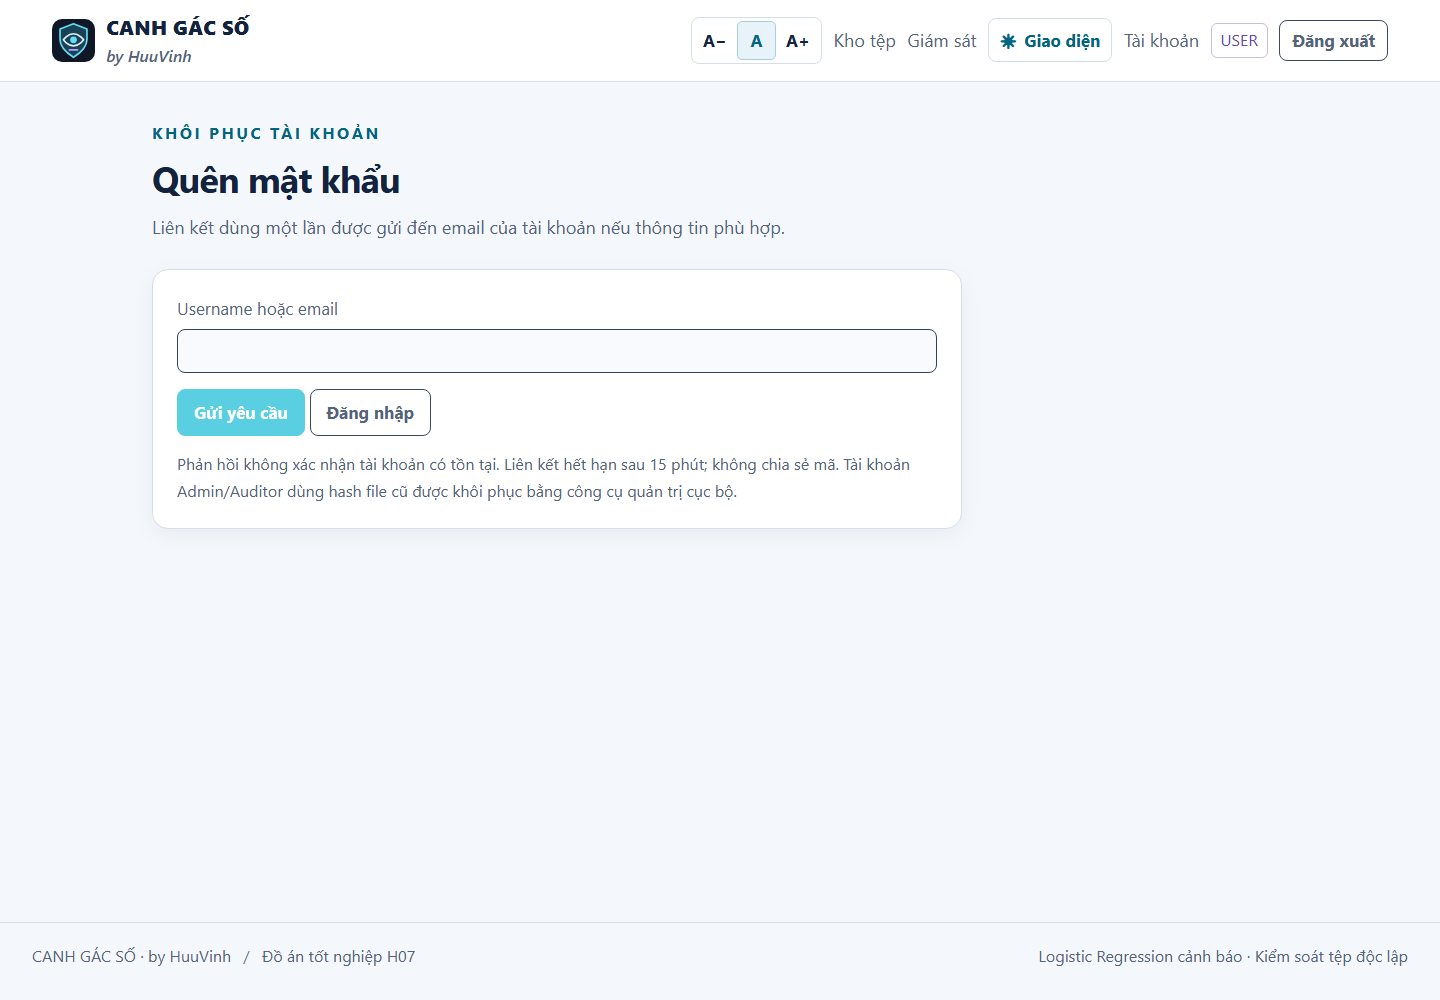 CANH GÁC SỐ
by HuuVinh
A− A A+ Kho tệp Giám sát Giao diện Tài khoản USER Đăng xuất
KHÔI PHỤC TÀI KHOẢN
Quên mật khẩu
Liên kết dùng một lần được gửi đến email của tài khoản nếu thông tin phù hợp.
Username hoặc email
Gửi yêu cầu Đăng nhập
Phản hồi không xác nhận tài khoản có tồn tại. Liên kết hết hạn sau 15 phút; không chia sẻ mã. Tài khoản
Admin/Auditor dùng hash file cũ được khôi phục bằng công cụ quản trị cục bộ.
CANH GÁC SỐ · by HuuVinh / Đồ án tốt nghiệp H07
Logistic Regression cảnh báo · Kiểm soát tệp độc lập